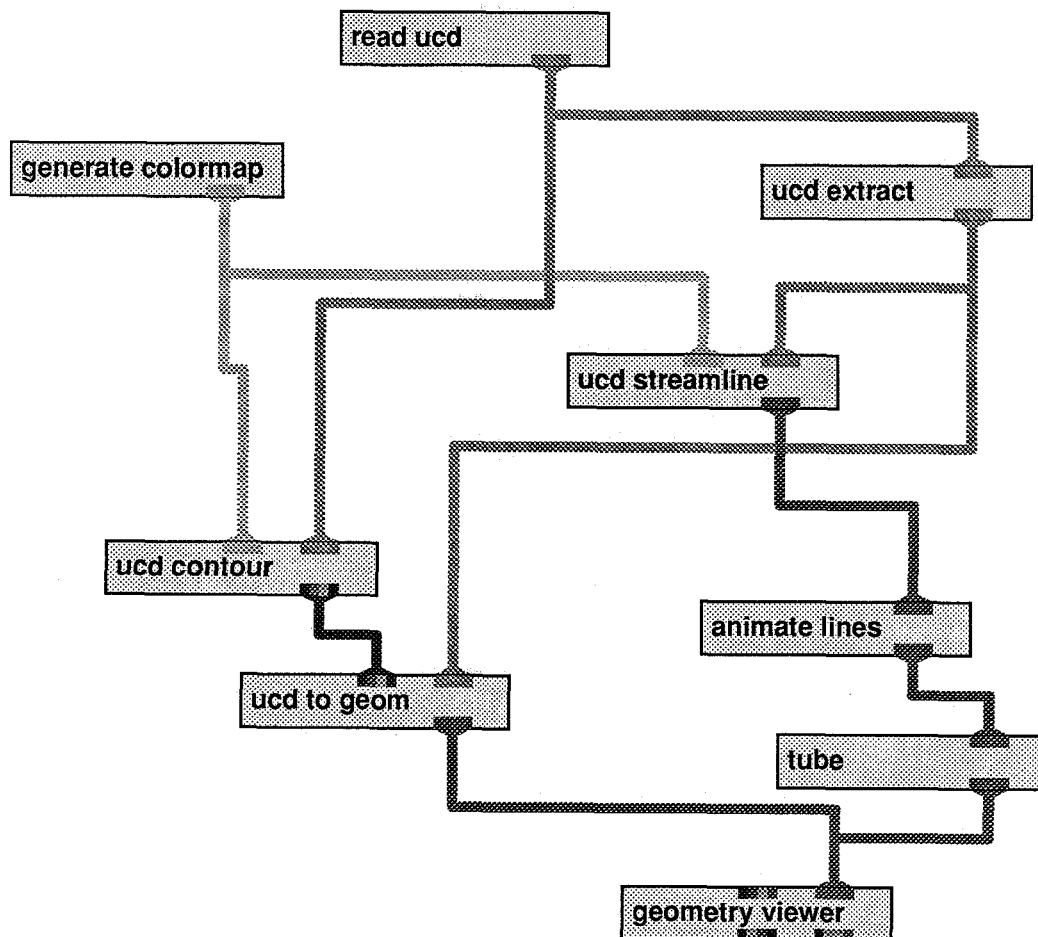 read ucd
generate colormap
ucd extract
ucd streamline
ucd contour
animate lines
ucd to geom
tube
geometry viewer